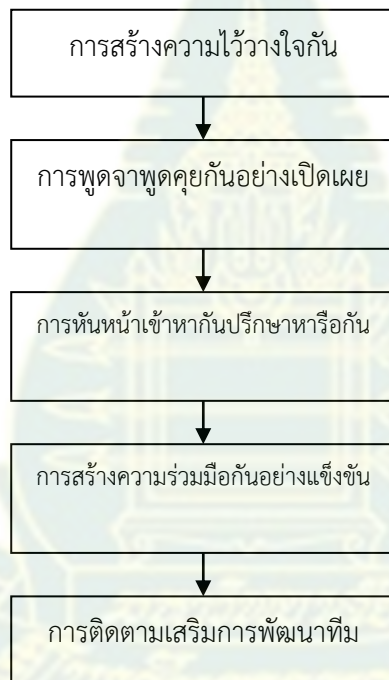 การสร้างความไว้วางใจกัน
การพูดจาพูดคุยกันอย่างเปิดเผย
การหันหน้าเข้าหากันปรึกษาหารือกัน
การสร้างความร่วมมือกันอย่างแข็งขัน
การติดตามเสริมการพัฒนาทีม